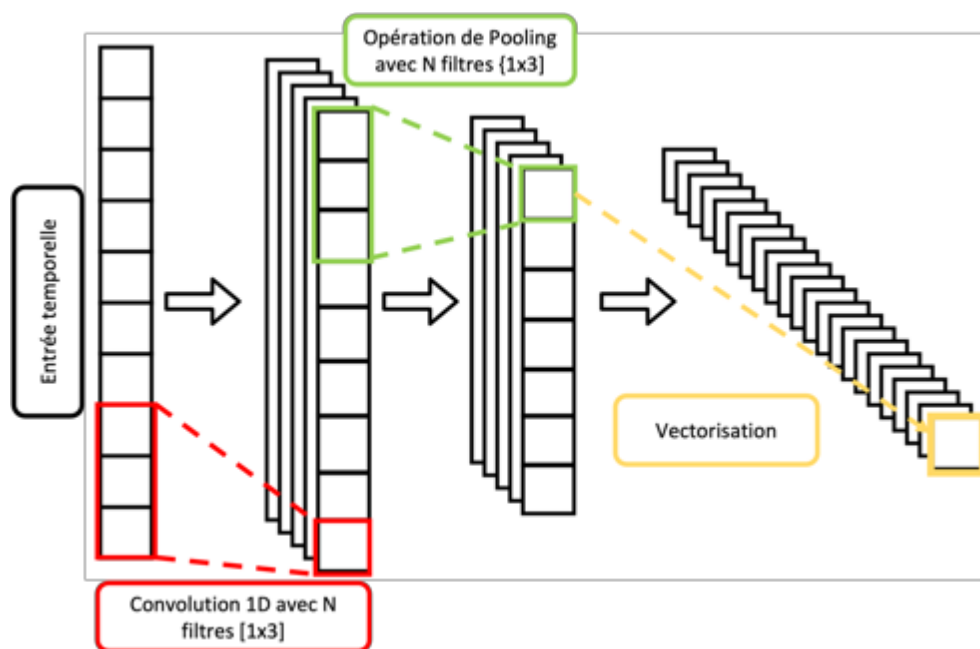 Opération de Pooling
avec N filtres {1x3]
Entrée temporelle
Vectorisation
Convolution 1D avec N
filtres [1x3]